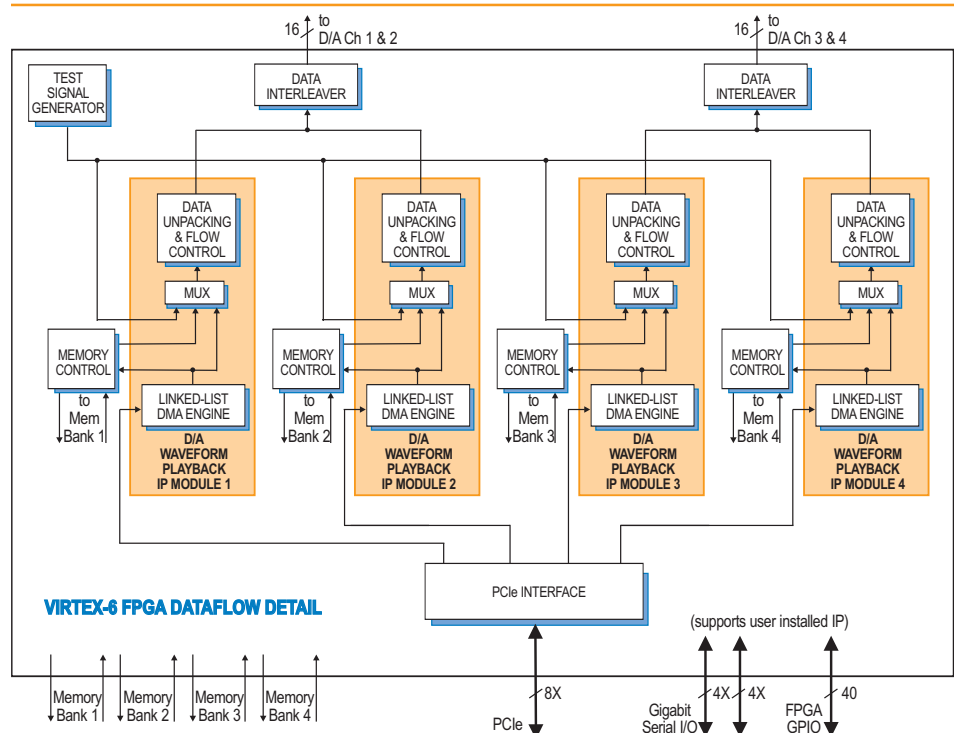 16
to
D/A Ch 1 & 2
16
to
D/A Ch 3 & 4
TEST
SIGNAL
GENERATOR
DATA
INTERLEAVER
DATA
INTERLEAVER
DATA
UNPACKING
& FLOW
CONTROL
DATA
UNPACKING
& FLOW
CONTROL
DATA
UNPACKING
& FLOW
CONTROL
DATA
UNPACKING
& FLOW
CONTROL
MUX
MUX
MUX
MUX
MEMORY
CONTROL
MEMORY
CONTROL
MEMORY
CONTROL
MEMORY
CONTROL
to
Mem
Bank 1
LINKED-LIST
DMA ENGINE
to
Mem
Bank 2
LINKED-LIST
DMA ENGINE
to
Mem
Bank 3
LINKED-LIST
DMA ENGINE
to
Mem
Bank 4
LINKED-LIST
DMA ENGINE
D/A
WAVEFORM
PLAYBACK
IP MODULE 1
D/A
WAVEFORM
PLAYBACK
IP MODULE 2
D/A
WAVEFORM
PLAYBACK
IP MODULE 3
D/A
WAVEFORM
PLAYBACK
IP MODULE 4
PCIe INTERFACE
VIRTEX-6 FPGA DATAFLOW DETAIL
(supports user installed IP)
Memory
Bank 1
Memory
Bank 2
Memory
Bank 3
Memory
Bank 4
8X
PCIe
4X
4X
Gigabit
Serial I/O
40
FPGA
GPIO